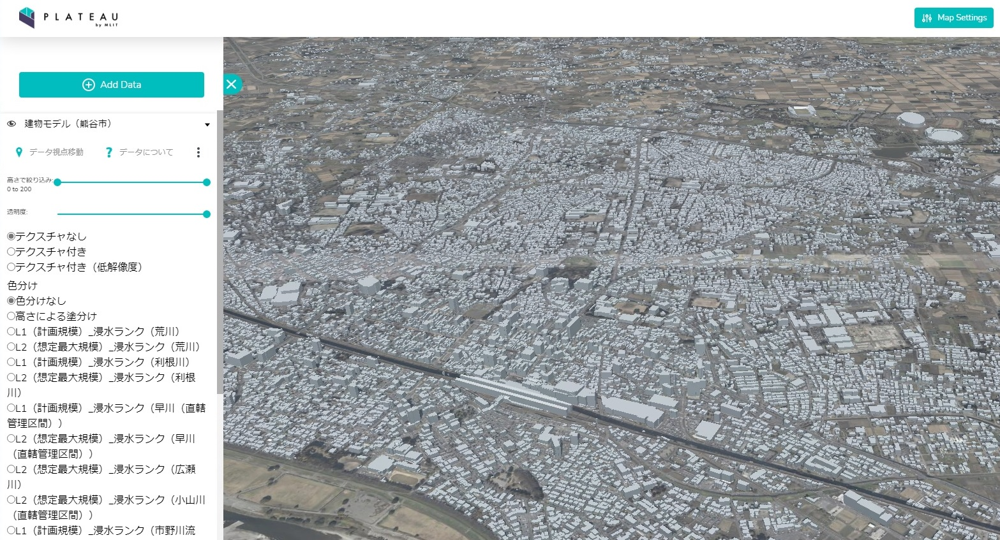 PLATEAU
by MLIT
Map Settings
Add Data
建物モデル（熊谷市）
データ視点移動
データについて
高さで絞り込み:
0 to 200
透明度:
テクスチャなし
テクスチャ付き
テクスチャ付き（低解像度）
色分け
色分けなし
高さによる塗分け
L1（計画規模）_浸水ランク（荒川）
L2（想定最大規模）_浸水ランク（荒川）
L1（計画規模）_浸水ランク（利根川）
L2（想定最大規模）_浸水ランク（利根
川）
L1（計画規模）_浸水ランク（早川（直轄
管理区間））
L2（想定最大規模）_浸水ランク（早川
（直轄管理区間））
L2（想定最大規模）_浸水ランク（広瀬
川）
L2（想定最大規模）_浸水ランク（小山川
（直轄管理区間））
L1（計画規模）_浸水ランク（市野川流